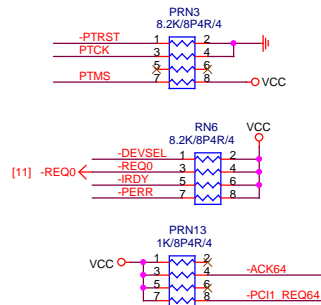 PRN3
8.2K/8P4R/4
-PTRST 1 2
PTCK 3 4
5 6
PTMS 7 8 VCC
RN6
8.2K/8P4R/4
VCC
-DEVSEL 1 2
[11] -REQ0 -REQ0 3 4
-IRDY 5 6
-PERR 7 8
PRN13
1K/8P4R/4
VCC 1 2
3 4 -ACK64
5 6
7 8 -PCI1_REQ64